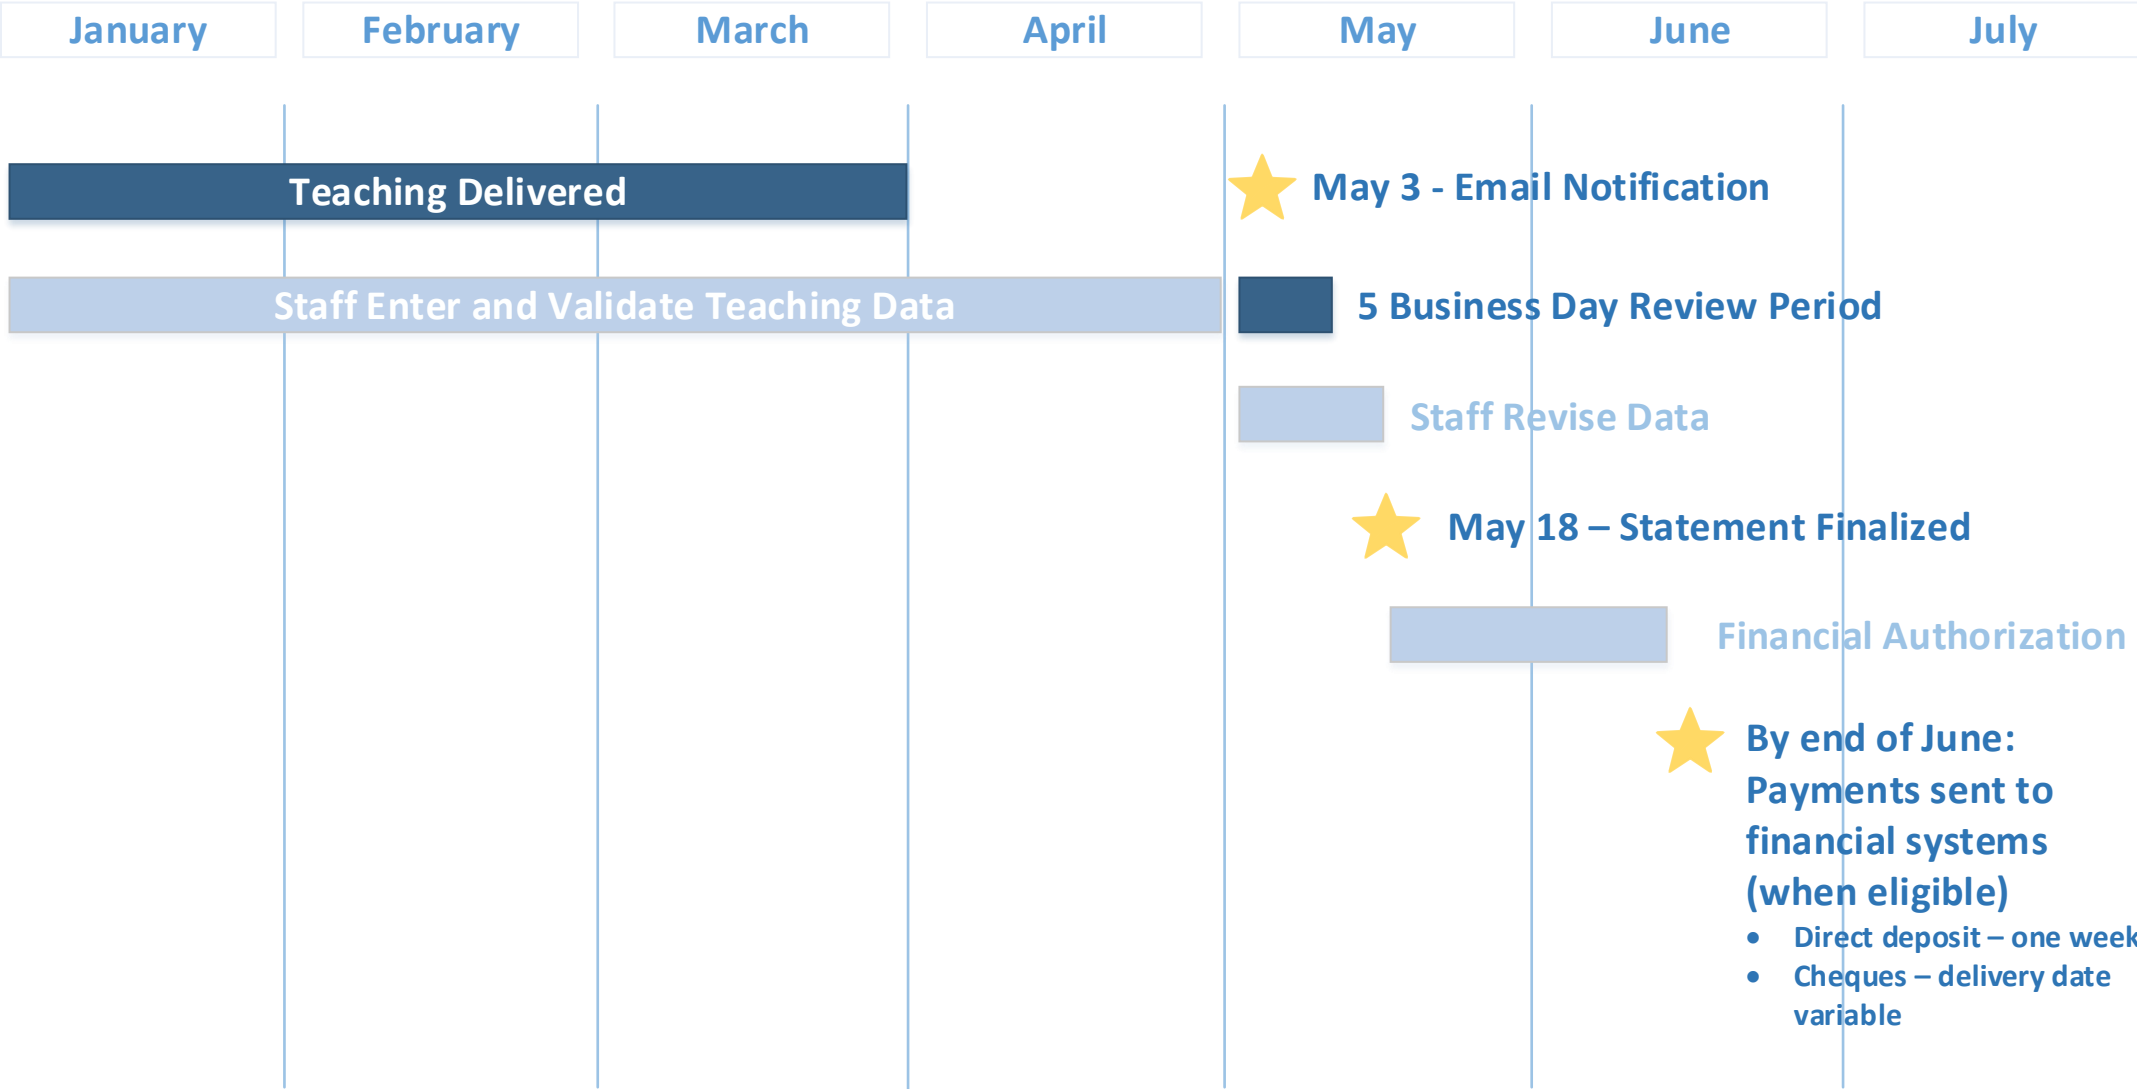 January
February
March
April
May
June
July
Teaching Delivered
May 3 - Email Notification
Staff Enter and Validate Teaching Data
5 Business Day Review Period
Staff Revise Data
May 18 – Statement Finalized
Financial Authorization
By end of June:
Payments sent to
financial systems
(when eligible)
• Direct deposit – one week
• Cheques – delivery date
variable